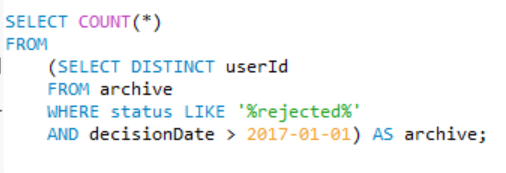 SELECT COUNT(*)
FROM
(SELECT DISTINCT userId
FROM archive
WHERE status LIKE '%rejected%'
AND decisionDate > 2017-01-01) AS archive;